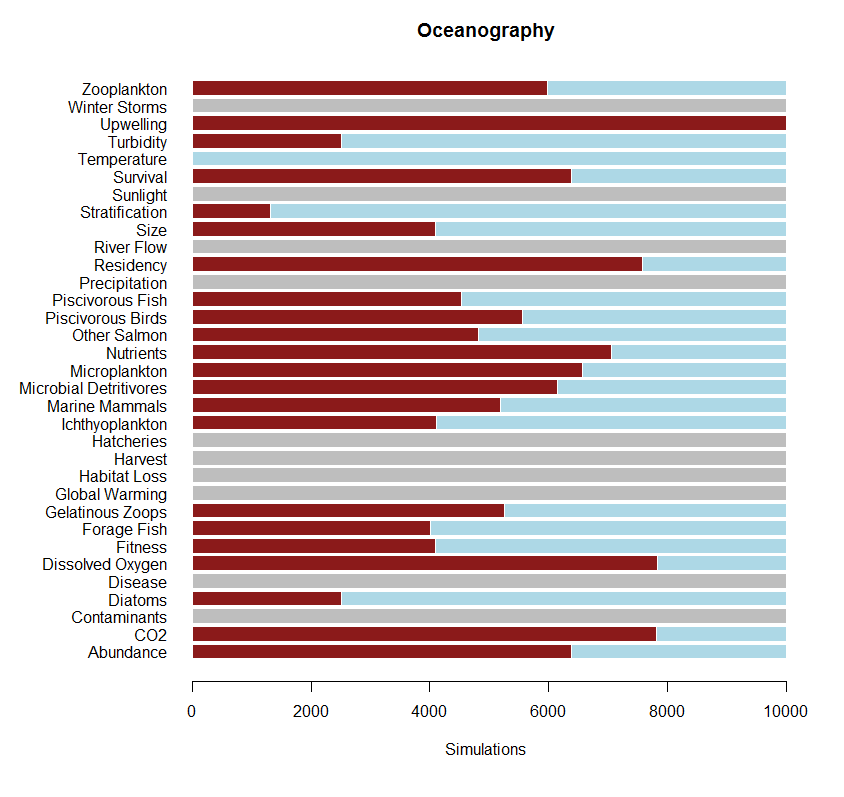 Oceanography
Zooplankton
Winter Storms
Upwelling
Turbidity
Temperature
Survival
Sunlight
Stratification
Size
River Flow
Residency
Precipitation
Piscivorous Fish
Piscivorous Birds
Other Salmon
Nutrients
Microplankton
Microbial Detritivores
Marine Mammals
Ichthyoplankton
Hatcheries
Harvest
Habitat Loss
Global Warming
Gelatinous Zoops
Forage Fish
Fitness
Dissolved Oxygen
Disease
Diatoms
Contaminants
CO2
Abundance
0 2000 4000 6000 8000 10000
Simulations